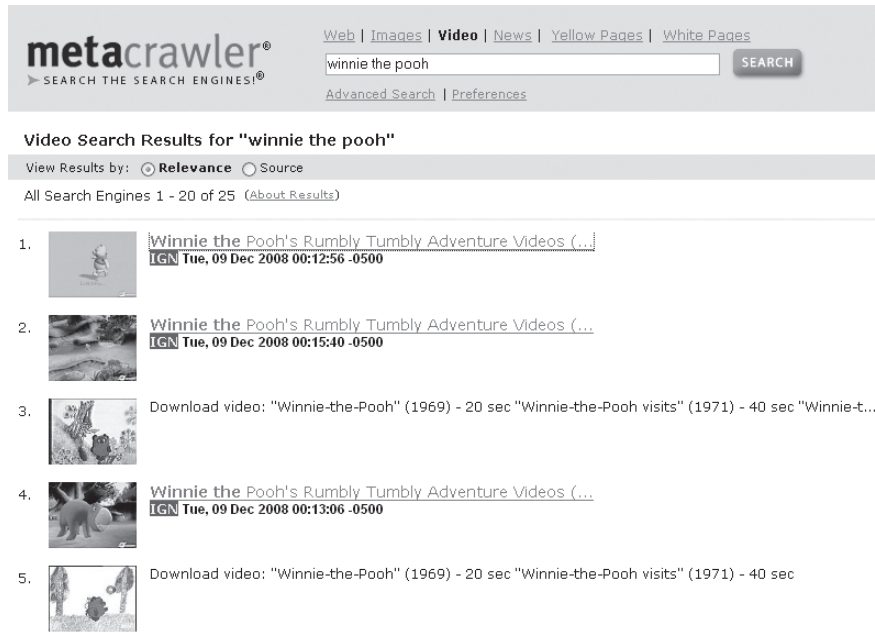 Web | Images | Video | News | Yellow Pages | White Pages
metacrawler®
SEARCH THE SEARCH ENGINES!®
winnie the pooh
SEARCH
Advanced Search | Preferences
Video Search Results for "winnie the pooh"
View Results by: Relevance Source
All Search Engines 1 - 20 of 25 (About Results)
1. Winnie the Pooh's Rumbly Tumbly Adventure Videos (...
IGN Tue, 09 Dec 2008 00:12:56 -0500
2. Winnie the Pooh's Rumbly Tumbly Adventure Videos (...
IGN Tue, 09 Dec 2008 00:15:40 -0500
3. Download video: "Winnie-the-Pooh" (1969) - 20 sec "Winnie-the-Pooh visits" (1971) - 40 sec "Winnie-t...
4. Winnie the Pooh's Rumbly Tumbly Adventure Videos (...
IGN Tue, 09 Dec 2008 00:13:06 -0500
5. Download video: "Winnie-the-Pooh" (1969) - 20 sec "Winnie-the-Pooh visits" (1971) - 40 sec